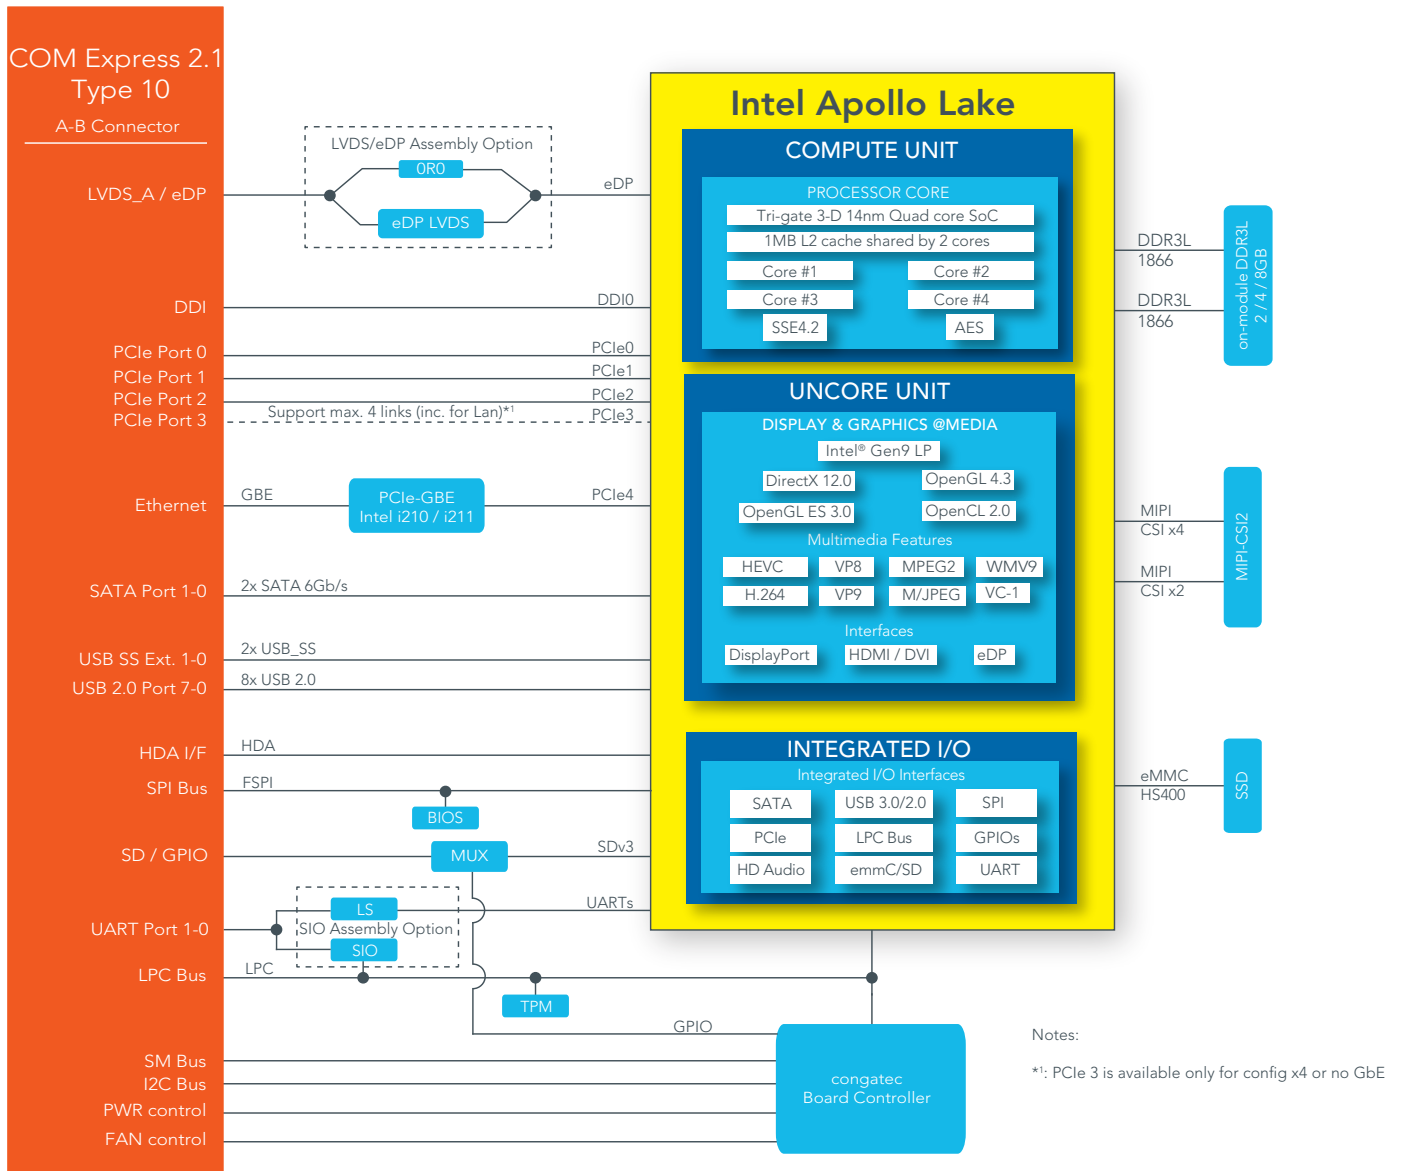 COM Express 2.1
Type 10
A-B Connector
LVDS_A / eDP
DDI
PCIe Port 0
PCIe Port 1
PCIe Port 2
PCIe Port 3
Ethernet
SATA Port 1-0
USB SS Ext. 1-0
USB 2.0 Port 7-0
HDA I/F
SPI Bus
SD / GPIO
UART Port 1-0
LPC Bus
SM Bus
I2C Bus
PWR control
FAN control
LVDS/eDP Assembly Option
0R0
eDP LVDS
eDP
DDI0
PCIe0
PCIe1
PCIe2
Support max. 4 links (inc. for Lan)*1
PCIe3
GBE
PCIe-GBE
Intel i210 / i211
PCIe4
2x SATA 6Gb/s
2x USB_SS
8x USB 2.0
HDA
FSPI
BIOS
MUX
SDv3
LS
UARTs
SIO Assembly Option
SIO
LPC
TPM
GPIO
Intel Apollo Lake
COMPUTE UNIT
PROCESSOR CORE
Tri-gate 3-D 14nm Quad core SoC
1MB L2 cache shared by 2 cores
Core #1
Core #2
Core #3
Core #4
SSE4.2
AES
UNCORE UNIT
DISPLAY & GRAPHICS @MEDIA
Intel® Gen9 LP
DirectX 12.0
OpenGL 4.3
OpenGL ES 3.0
OpenCL 2.0
Multimedia Features
HEVC
VP8
MPEG2
WMV9
H.264
VP9
M/JPEG
VC-1
Interfaces
DisplayPort
HDMI / DVI
eDP
INTEGRATED I/O
Integrated I/O Interfaces
SATA
USB 3.0/2.0
SPI
PCIe
LPC Bus
GPIOs
HD Audio
emmC/SD
UART
congatec
Board Controller
DDR3L
1866
DDR3L
1866
on-module DDR3L
2 / 4 / 8GB
MIPI
CSI x4
MIPI
CSI x2
MIPI-CSI2
eMMC
HS400
SSD
Notes:
*1: PCIe 3 is available only for config x4 or no GbE